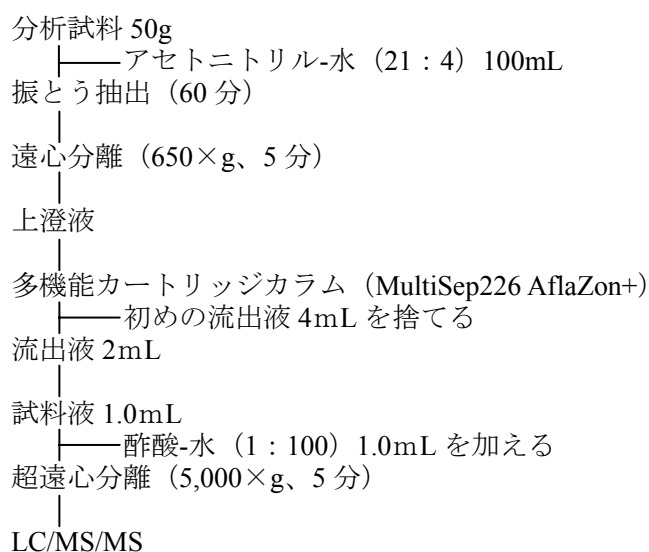 分析試料 50g
アセトニトリル-水（21：4）100mL
振とう抽出（60 分）
遠心分離（650×g、5 分）
上澄液
多機能カートリッジカラム（MultiSep226 AflaZon+）
初めの流出液 4mL を捨てる
流出液 2mL
試料液 1.0mL
酢酸-水（1：100）1.0mL を加える
超遠心分離（5,000×g、5 分）
LC/MS/MS